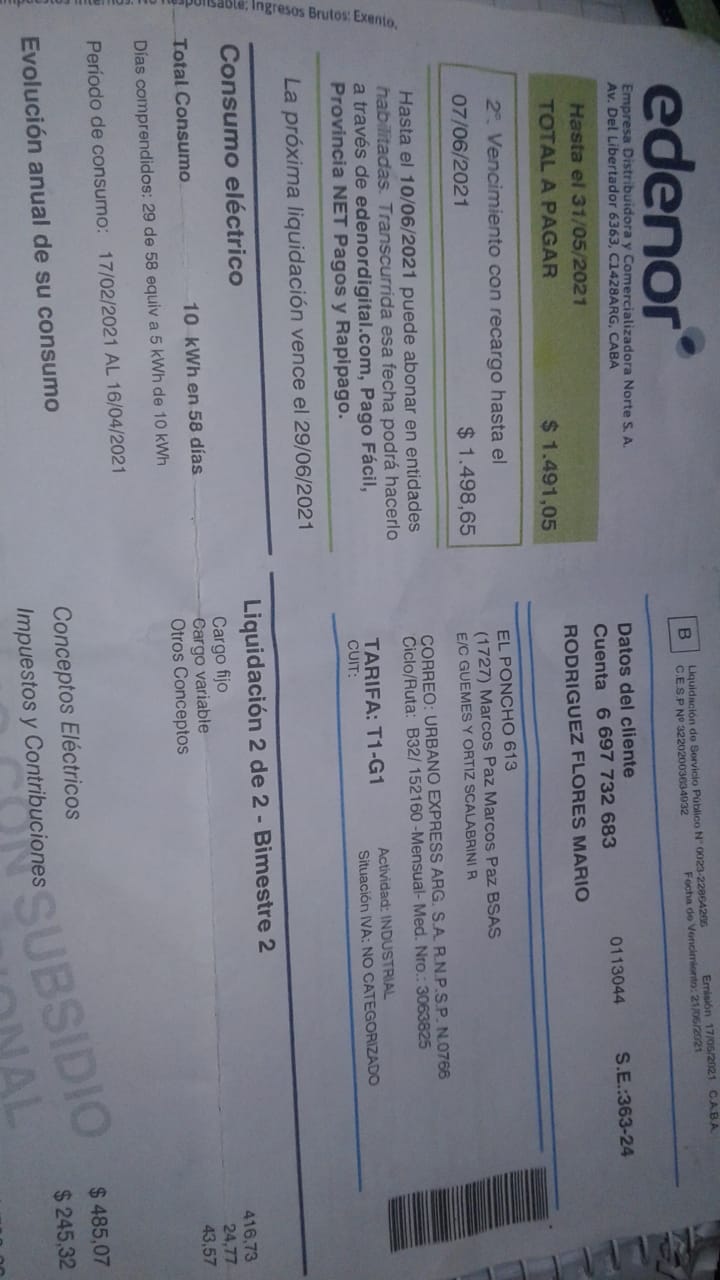 edenor
Empresa Distribuidora y Comercializadora Norte S. A.
Av. Del Libertador 6363, C1428ARG, CABA
Hasta el 31/05/2021
TOTAL A PAGAR $ 1.491,05
2°. Vencimiento con recargo hasta el
07/06/2021 $ 1.498,65
Hasta el 10/06/2021 puede abonar en entidades
habilitadas. Transcurrida esa fecha podrá hacerlo
a través de edenordigital.com, Pago Fácil,
Provincia NET Pagos y Rapipago.
La próxima liquidación vence el 29/06/2021
Consumo eléctrico
Total Consumo 10 kWh en 58 días
Días comprendidos: 29 de 58 equiv a 5 kWh de 10 kWh
Período de consumo: 17/02/2021 AL 16/04/2021
Evolución anual de su consumo
Ingresos Brutos: Exento.
B
Liquidación de Servicio Público N° 0023-22864266 Emisión 17/05/2021 C.A.B.A.
C.E.S.P N° 32202003634932 Fecha de Vencimiento: 21/05/2021
Datos del cliente
Cuenta 6 697 732 683 0113044 S.E.:363-24
RODRIGUEZ FLORES MARIO
EL PONCHO 613
(1727) Marcos Paz Marcos Paz BSAS
E/C GUEMES Y ORTIZ SCALABRINI R
CORREO: URBANO EXPRESS ARG. S.A. R.N.P.S.P. N.0766
Ciclo/Ruta: B32/ 152160 -Mensual- Med. Nro.: 3063825
TARIFA: T1-G1 Actividad: INDUSTRIAL
CUIT: Situación IVA: NO CATEGORIZADO
Liquidación 2 de 2 - Bimestre 2
Cargo fijo 416,73
Cargo variable 24,77
Otros Conceptos 43,57
Conceptos Eléctricos $ 485,07
Impuestos y Contribuciones $ 245,32
CON SUBSIDIO